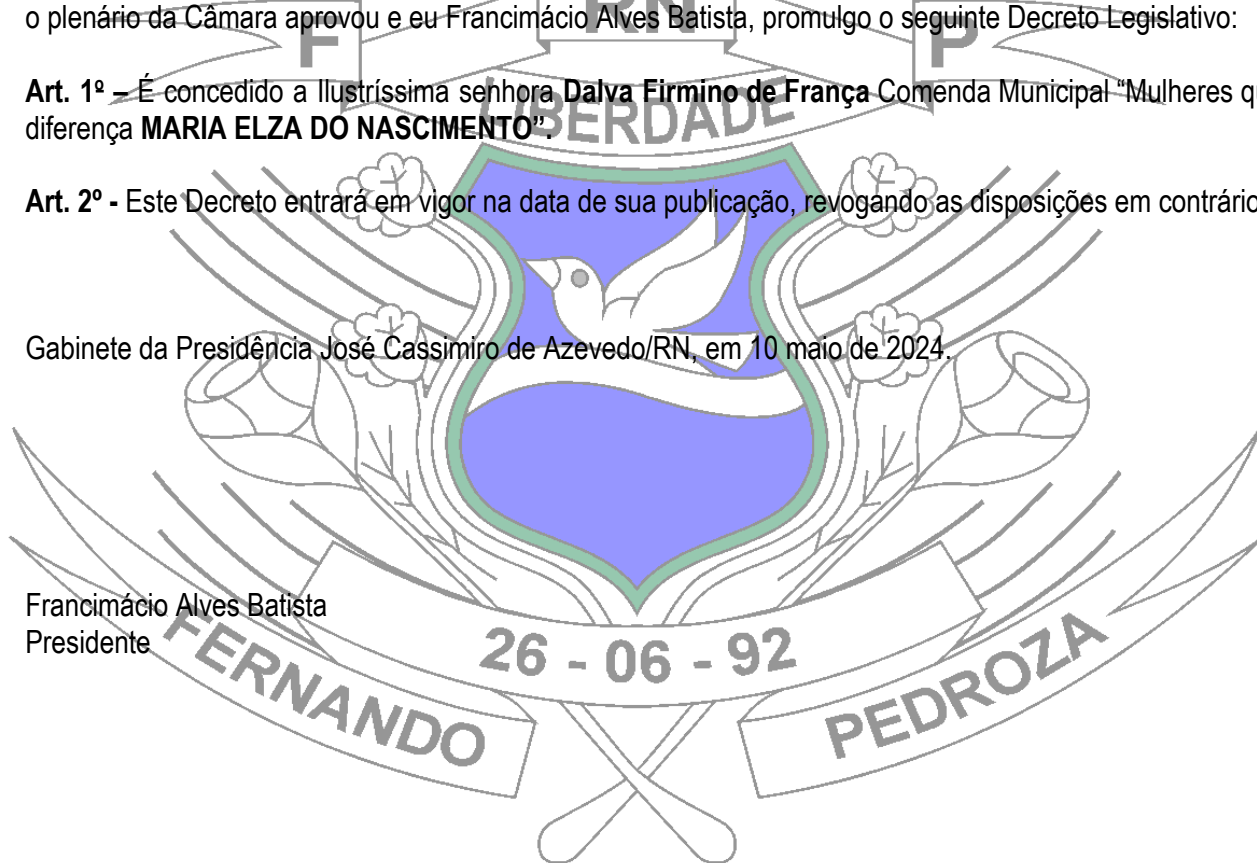 o plenário da Câmara aprovou e eu Francimácio Alves Batista, promulgo o seguinte Decreto Legislativo:
F RN P
Art. 1º – É concedido a Ilustríssima senhora Dalva Firmino de França Comenda Municipal “Mulheres
diferença MARIA ELZA DO NASCIMENTO”.
LIBERDADE
Art. 2º - Este Decreto entrará em vigor na data de sua publicação, revogando as disposições em contrário
Gabinete da Presidência José Cassimiro de Azevedo/RN, em 10 maio de 2024.
Francimácio Alves Batista
Presidente
26 - 06 - 92
FERNANDO
PEDROZA